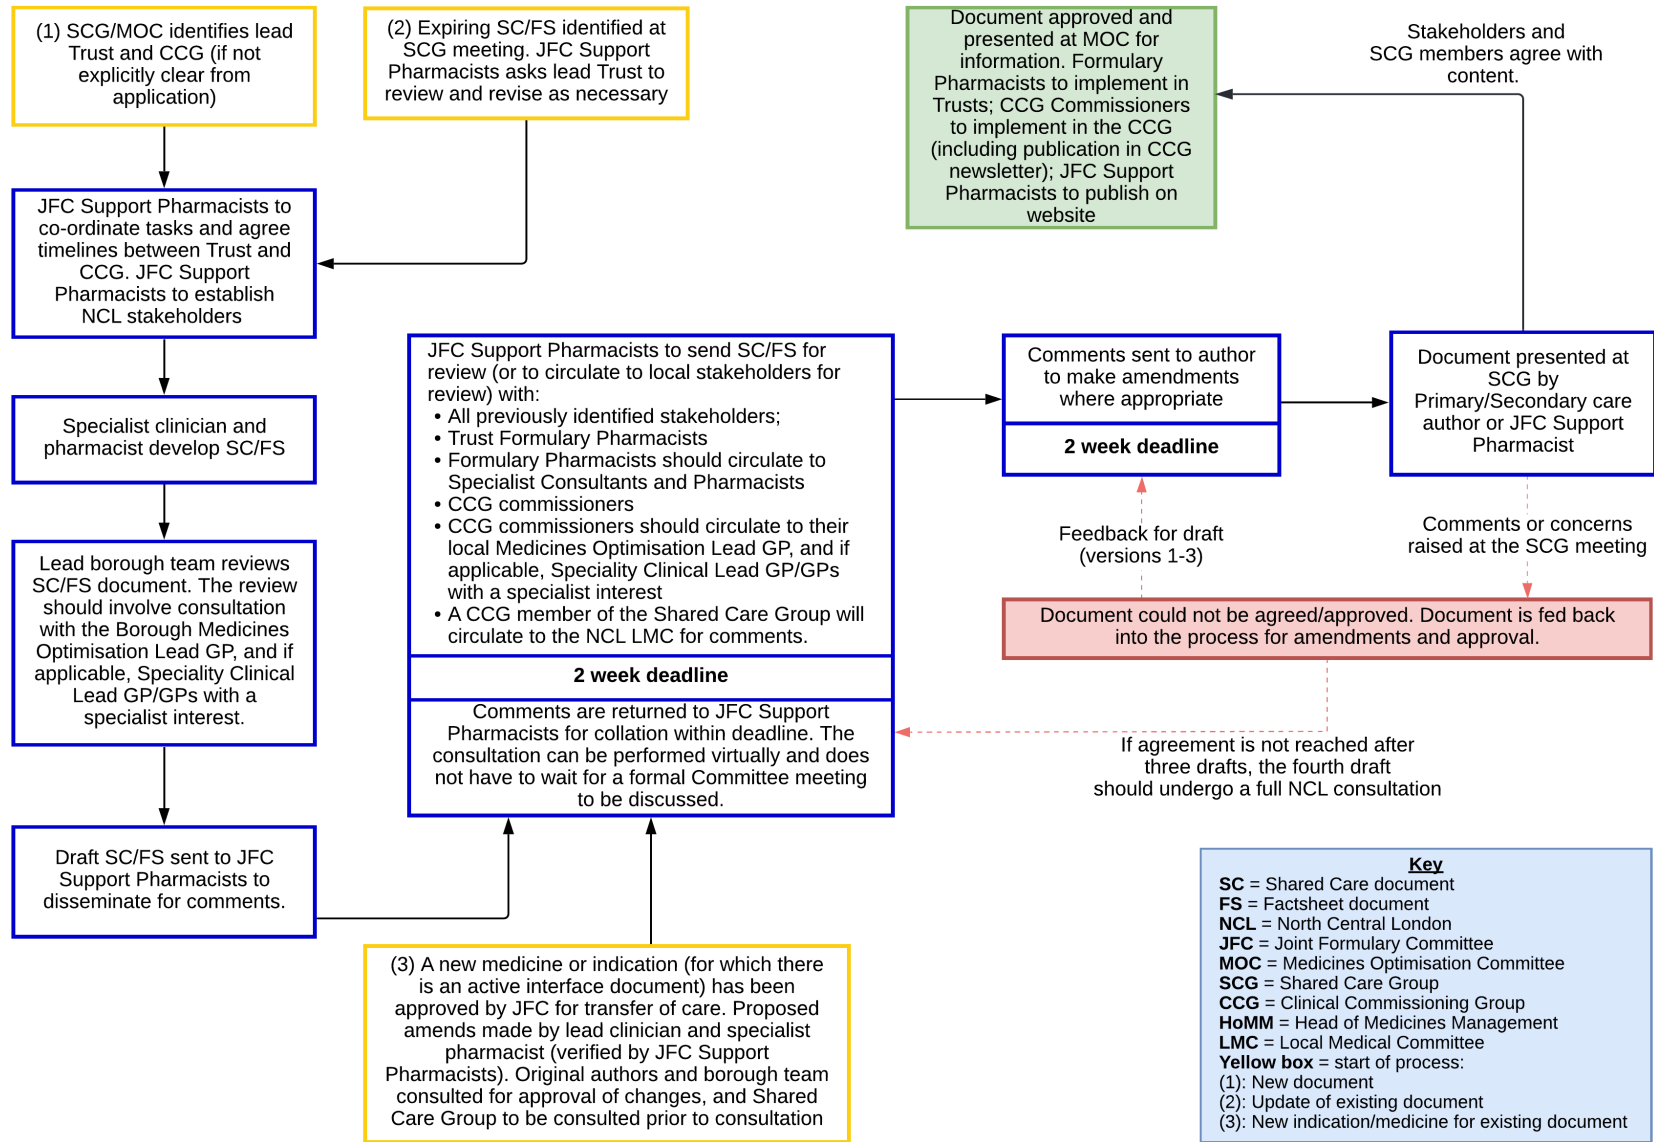 (1) SCG/MOC identifies lead
Trust and CCG (if not
explicitly clear from
application)
(2) Expiring SC/FS identified at
SCG meeting. JFC Support
Pharmacists asks lead Trust to
review and revise as necessary
Document approved and
presented at MOC for
information. Formulary
Pharmacists to implement in
Trusts; CCG Commissioners
to implement in the CCG
(including publication in CCG
newsletter); JFC Support
Pharmacists to publish on
website
Stakeholders and
SCG members agree with
content.
JFC Support Pharmacists to
co-ordinate tasks and agree
timelines between Trust and
CCG. JFC Support
Pharmacists to establish
NCL stakeholders
Specialist clinician and
pharmacist develop SC/FS
Lead borough team reviews
SC/FS document. The review
should involve consultation
with the Borough Medicines
Optimisation Lead GP, and if
applicable, Speciality Clinical
Lead GP/GPs with a
specialist interest.
Draft SC/FS sent to JFC
Support Pharmacists to
disseminate for comments.
JFC Support Pharmacists to send SC/FS for
review (or to circulate to local stakeholders for
review) with:
• All previously identified stakeholders;
• Trust Formulary Pharmacists
• Formulary Pharmacists should circulate to
Specialist Consultants and Pharmacists
• CCG commissioners
• CCG commissioners should circulate to their
local Medicines Optimisation Lead GP, and if
applicable, Speciality Clinical Lead GP/GPs
with a specialist interest
• A CCG member of the Shared Care Group will
circulate to the NCL LMC for comments.
2 week deadline
Comments are returned to JFC Support
Pharmacists for collation within deadline. The
consultation can be performed virtually and does
not have to wait for a formal Committee meeting
to be discussed.
(3) A new medicine or indication (for which there
is an active interface document) has been
approved by JFC for transfer of care. Proposed
amends made by lead clinician and specialist
pharmacist (verified by JFC Support
Pharmacists). Original authors and borough team
consulted for approval of changes, and Shared
Care Group to be consulted prior to consultation
Comments sent to author
to make amendments
where appropriate
2 week deadline
Document presented at
SCG by
Primary/Secondary care
author or JFC Support
Pharmacist
Feedback for draft
(versions 1-3)
Comments or concerns
raised at the SCG meeting
Document could not be agreed/approved. Document is fed back
into the process for amendments and approval.
If agreement is not reached after
three drafts, the fourth draft
should undergo a full NCL consultation
Key
SC = Shared Care document
FS = Factsheet document
NCL = North Central London
JFC = Joint Formulary Committee
MOC = Medicines Optimisation Committee
SCG = Shared Care Group
CCG = Clinical Commissioning Group
HoMM = Head of Medicines Management
LMC = Local Medical Committee
Yellow box = start of process:
(1): New document
(2): Update of existing document
(3): New indication/medicine for existing document